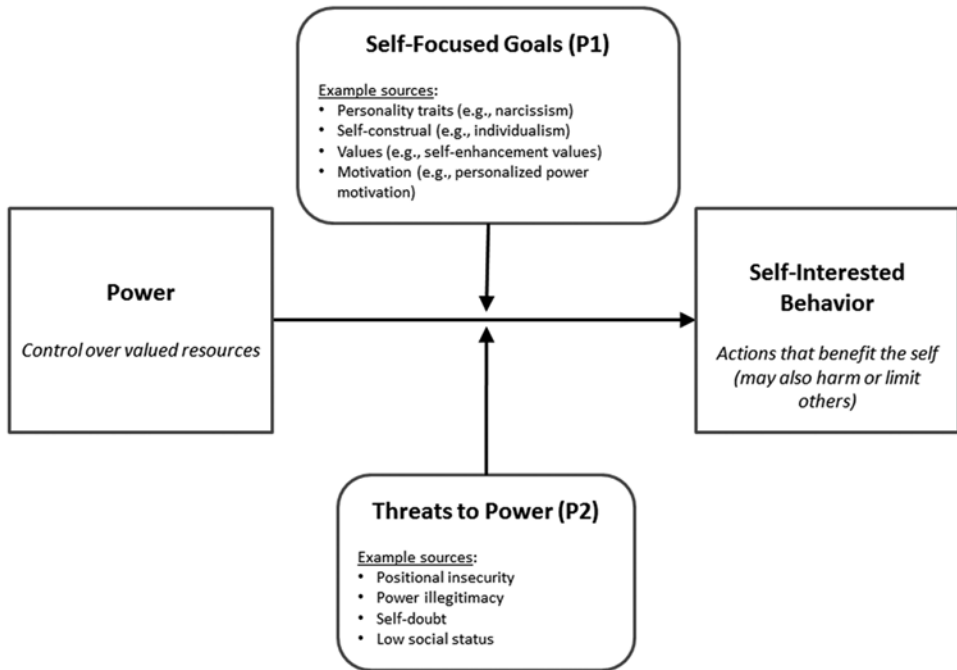 Self-Focused Goals (P1)
Example sources:
• Personality traits (e.g., narcissism)
• Self-construal (e.g., individualism)
• Values (e.g., self-enhancement values)
• Motivation (e.g., personalized power
motivation)
Power
Control over valued resources
Self-Interested
Behavior
Actions that benefit the self
(may also harm or limit
others)
Threats to Power (P2)
Example sources:
• Positional insecurity
• Power illegitimacy
• Self-doubt
• Low social status